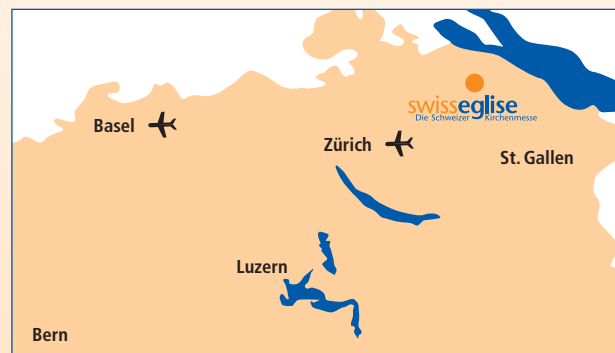 swisseglise
Die Schweizer Kirchenmesse
Basel
Zürich
St. Gallen
Luzern
Bern